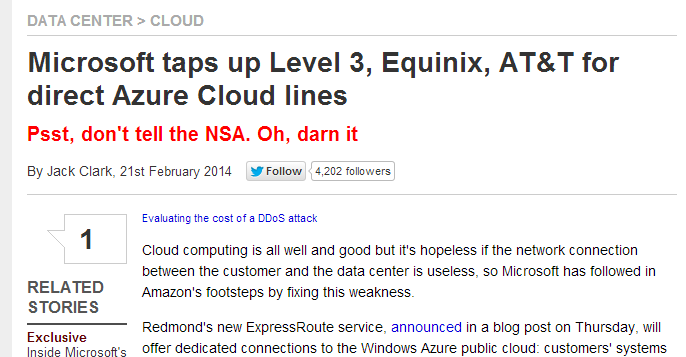 DATA CENTER > CLOUD
Microsoft taps up Level 3, Equinix, AT&T for
direct Azure Cloud lines
Psst, don't tell the NSA. Oh, darn it
By Jack Clark, 21st February 2014 Follow 4,202 followers
1
RELATED
STORIES
Exclusive
Inside Microsoft's
Evaluating the cost of a DDoS attack
Cloud computing is all well and good but it's hopeless if the network connection
between the customer and the data center is useless, so Microsoft has followed in
Amazon's footsteps by fixing this weakness.
Redmond's new ExpressRoute service, announced in a blog post on Thursday, will
offer dedicated connections to the Windows Azure public cloud: customers' systems